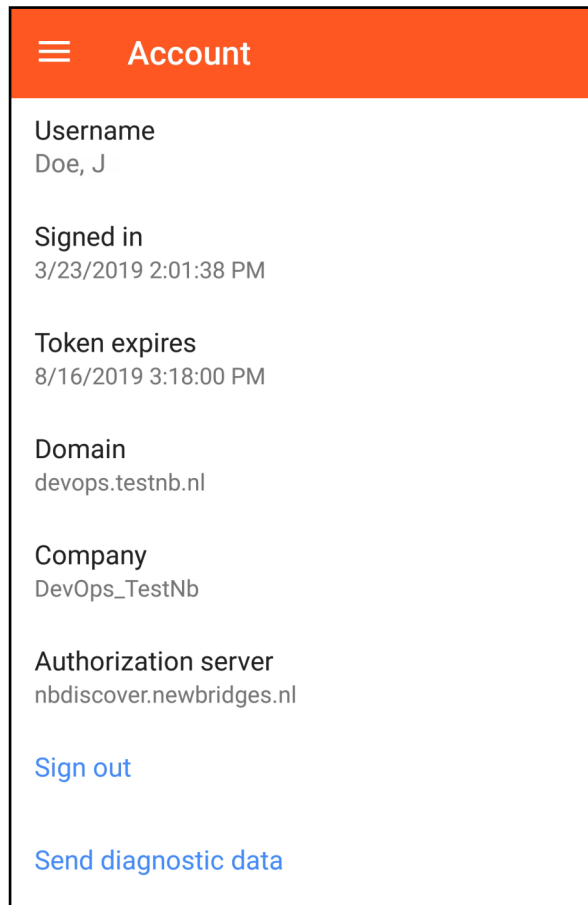 Account
Username
Doe, J
Signed in
3/23/2019 2:01:38 PM
Token expires
8/16/2019 3:18:00 PM
Domain
devops.testnb.nl
Company
DevOps_TestNb
Authorization server
nbdiscover.newbridges.nl
Sign out
Send diagnostic data